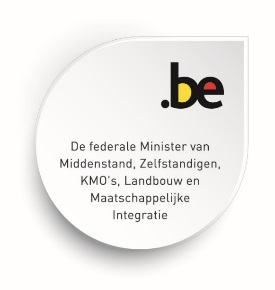 .be
De federale Minister van
Middenstand, Zelfstandigen,
KMO's, Landbouw en
Maatschappelijke
Integratie